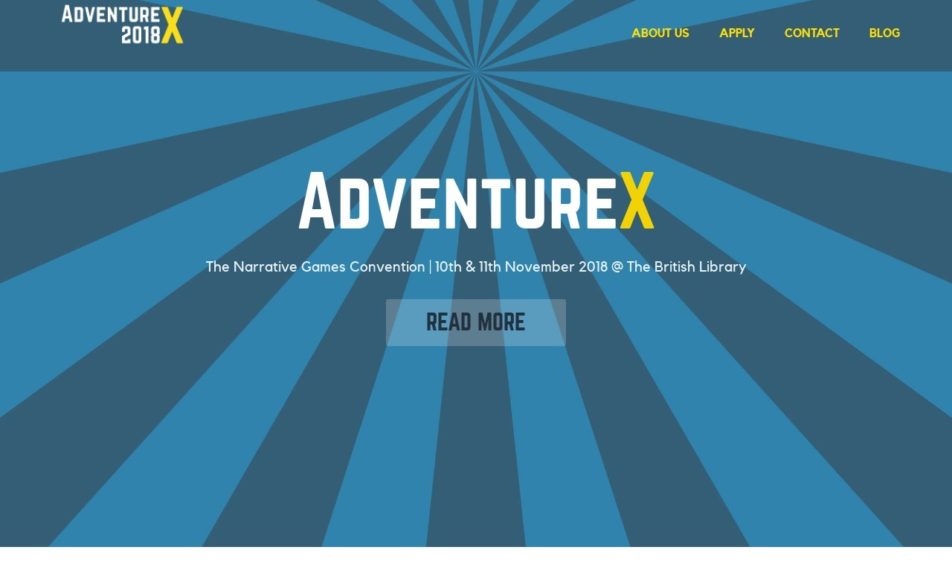 AdventureX
2018
ABOUT US APPLY CONTACT BLOG
AdventureX
The Narrative Games Convention | 10th & 11th November 2018 @ The British Library
READ MORE